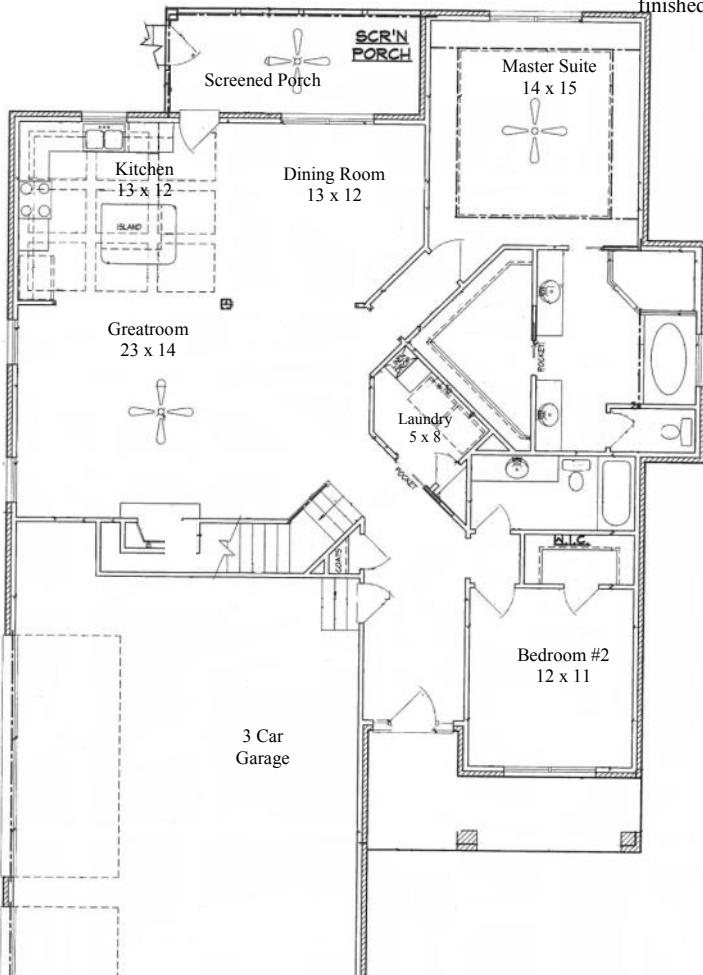 finished
SCR'N
PORCH
Screened Porch
Master Suite
14 x 15
Kitchen
13 x 12
Dining Room
13 x 12
ISLAND
Greatroom
23 x 14
POCKET
Laundry
5 x 8
POCKET
W.I.C.
COATS
Bedroom #2
12 x 11
3 Car
Garage